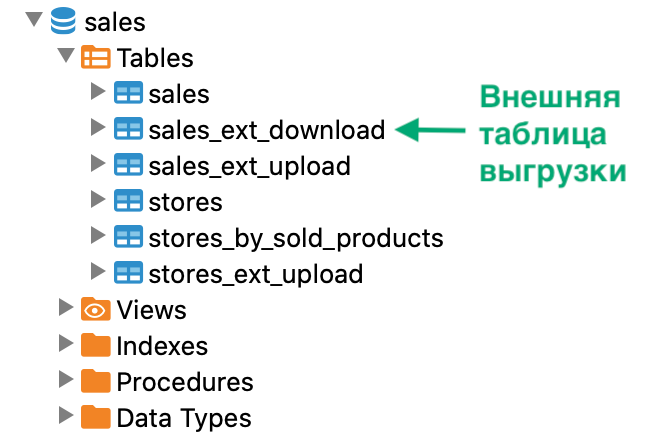 sales
Tables
sales
sales_ext_download
sales_ext_upload
stores
stores_by_sold_products
stores_ext_upload
Views
Indexes
Procedures
Data Types
Внешняя
таблица
выгрузки